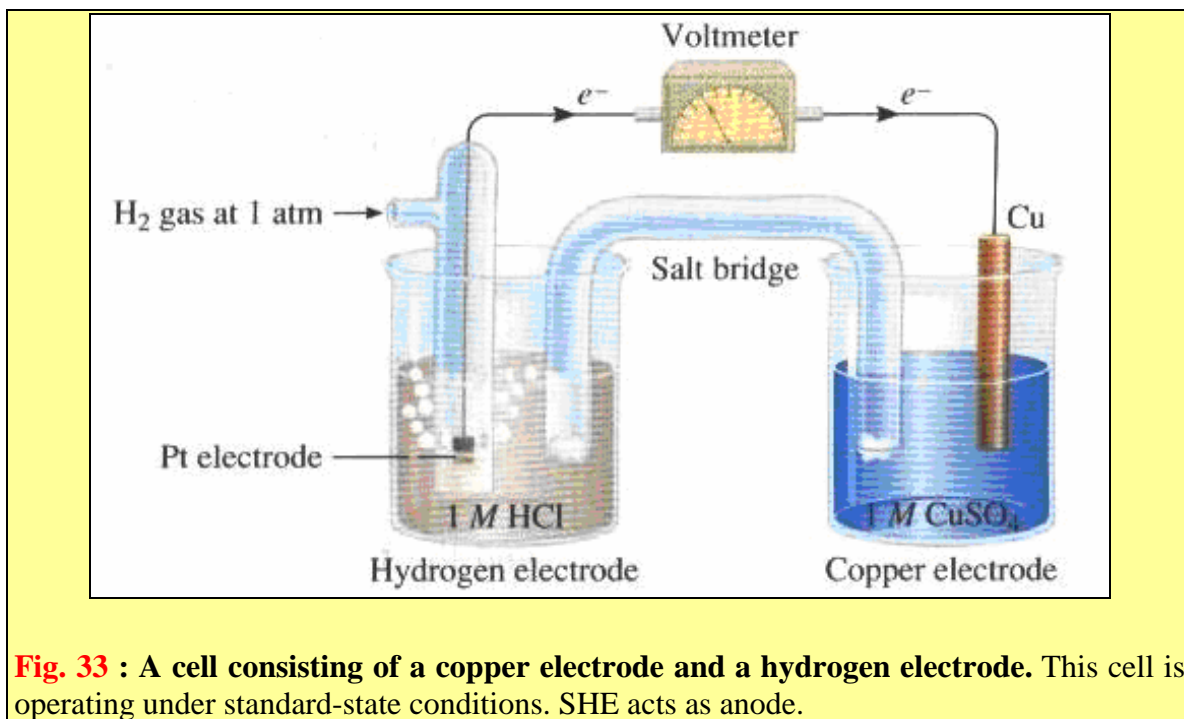 Voltmeter
e⁻ e⁻
H₂ gas at 1 atm
Cu
Salt bridge
Pt electrode
1 M HCl 1 M CuSO₄
Hydrogen electrode Copper electrode
Fig. 33 : A cell consisting of a copper electrode and a hydrogen electrode. This cell is
operating under standard-state conditions. SHE acts as anode.